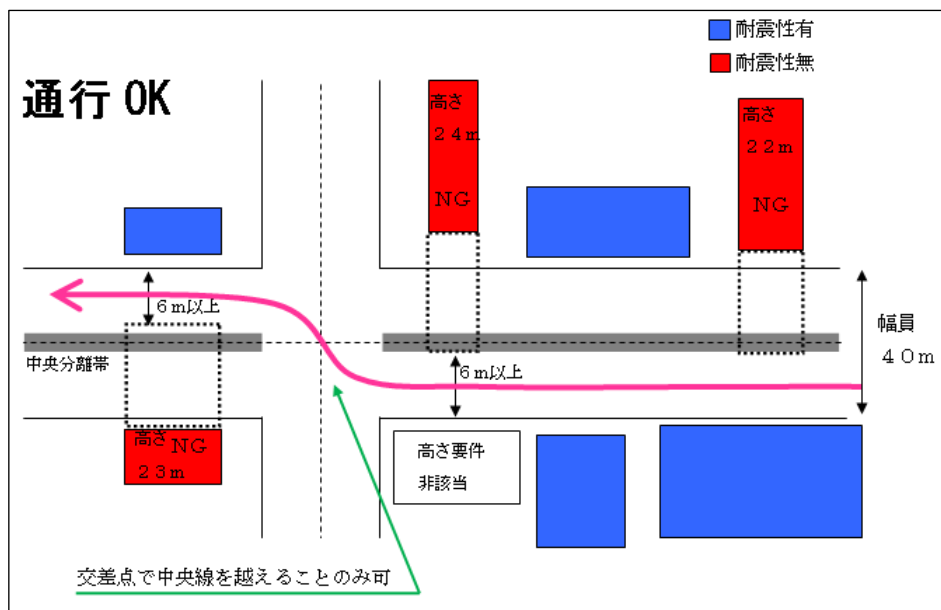 耐震性有
耐震性無
通行 OK
高さ
24m
NG
高さ
22m
NG
6m以上
中央分離帯
6m以上
幅員
40m
高さ NG
23m
高さ要件
非該当
交差点で中央線を越えることのみ可